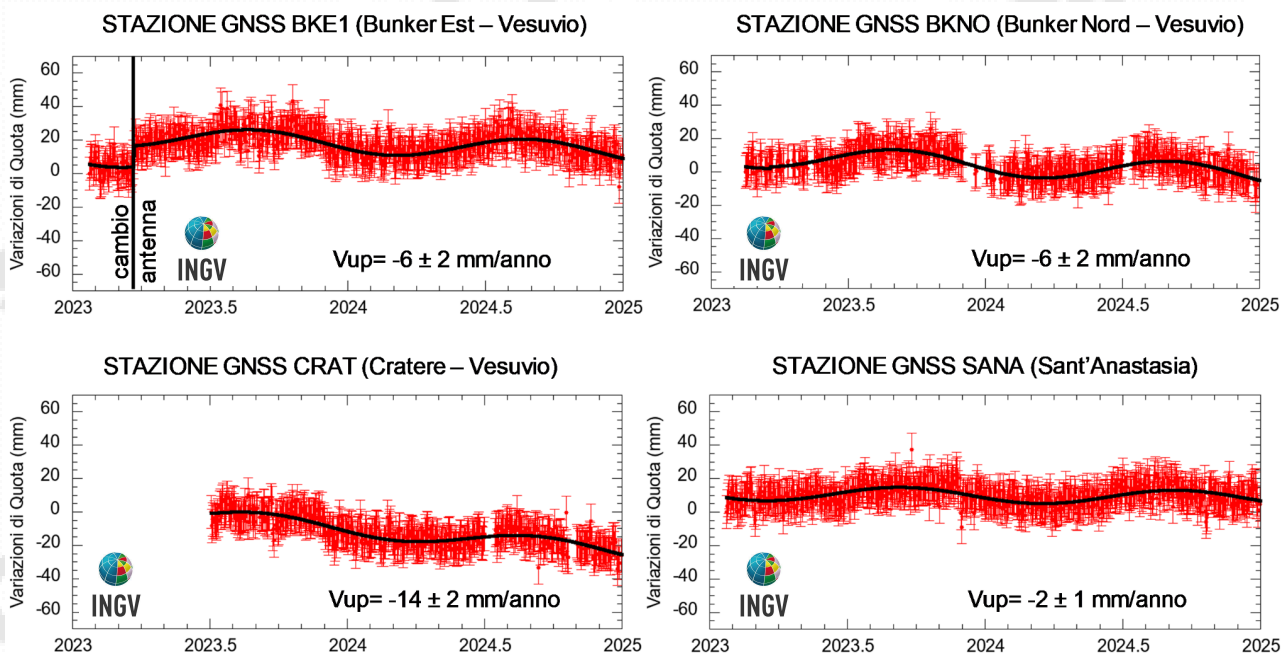 STAZIONE GNSS BKE1 (Bunker Est – Vesuvio)
Variazioni di Quota (mm)
60
40
20
0
-20
-40
-60
cambio
antenna
INGV
Vup= -6 ± 2 mm/anno
2023
2023.5
2024
2024.5
2025
STAZIONE GNSS BKNO (Bunker Nord – Vesuvio)
Variazioni di Quota (mm)
60
40
20
0
-20
-40
-60
INGV
Vup= -6 ± 2 mm/anno
2023
2023.5
2024
2024.5
2025
STAZIONE GNSS CRAT (Cratere – Vesuvio)
Variazioni di Quota (mm)
60
40
20
0
-20
-40
-60
INGV
Vup= -14 ± 2 mm/anno
2023
2023.5
2024
2024.5
2025
STAZIONE GNSS SANA (Sant'Anastasia)
Variazioni di Quota (mm)
60
40
20
0
-20
-40
-60
INGV
Vup= -2 ± 1 mm/anno
2023
2023.5
2024
2024.5
2025